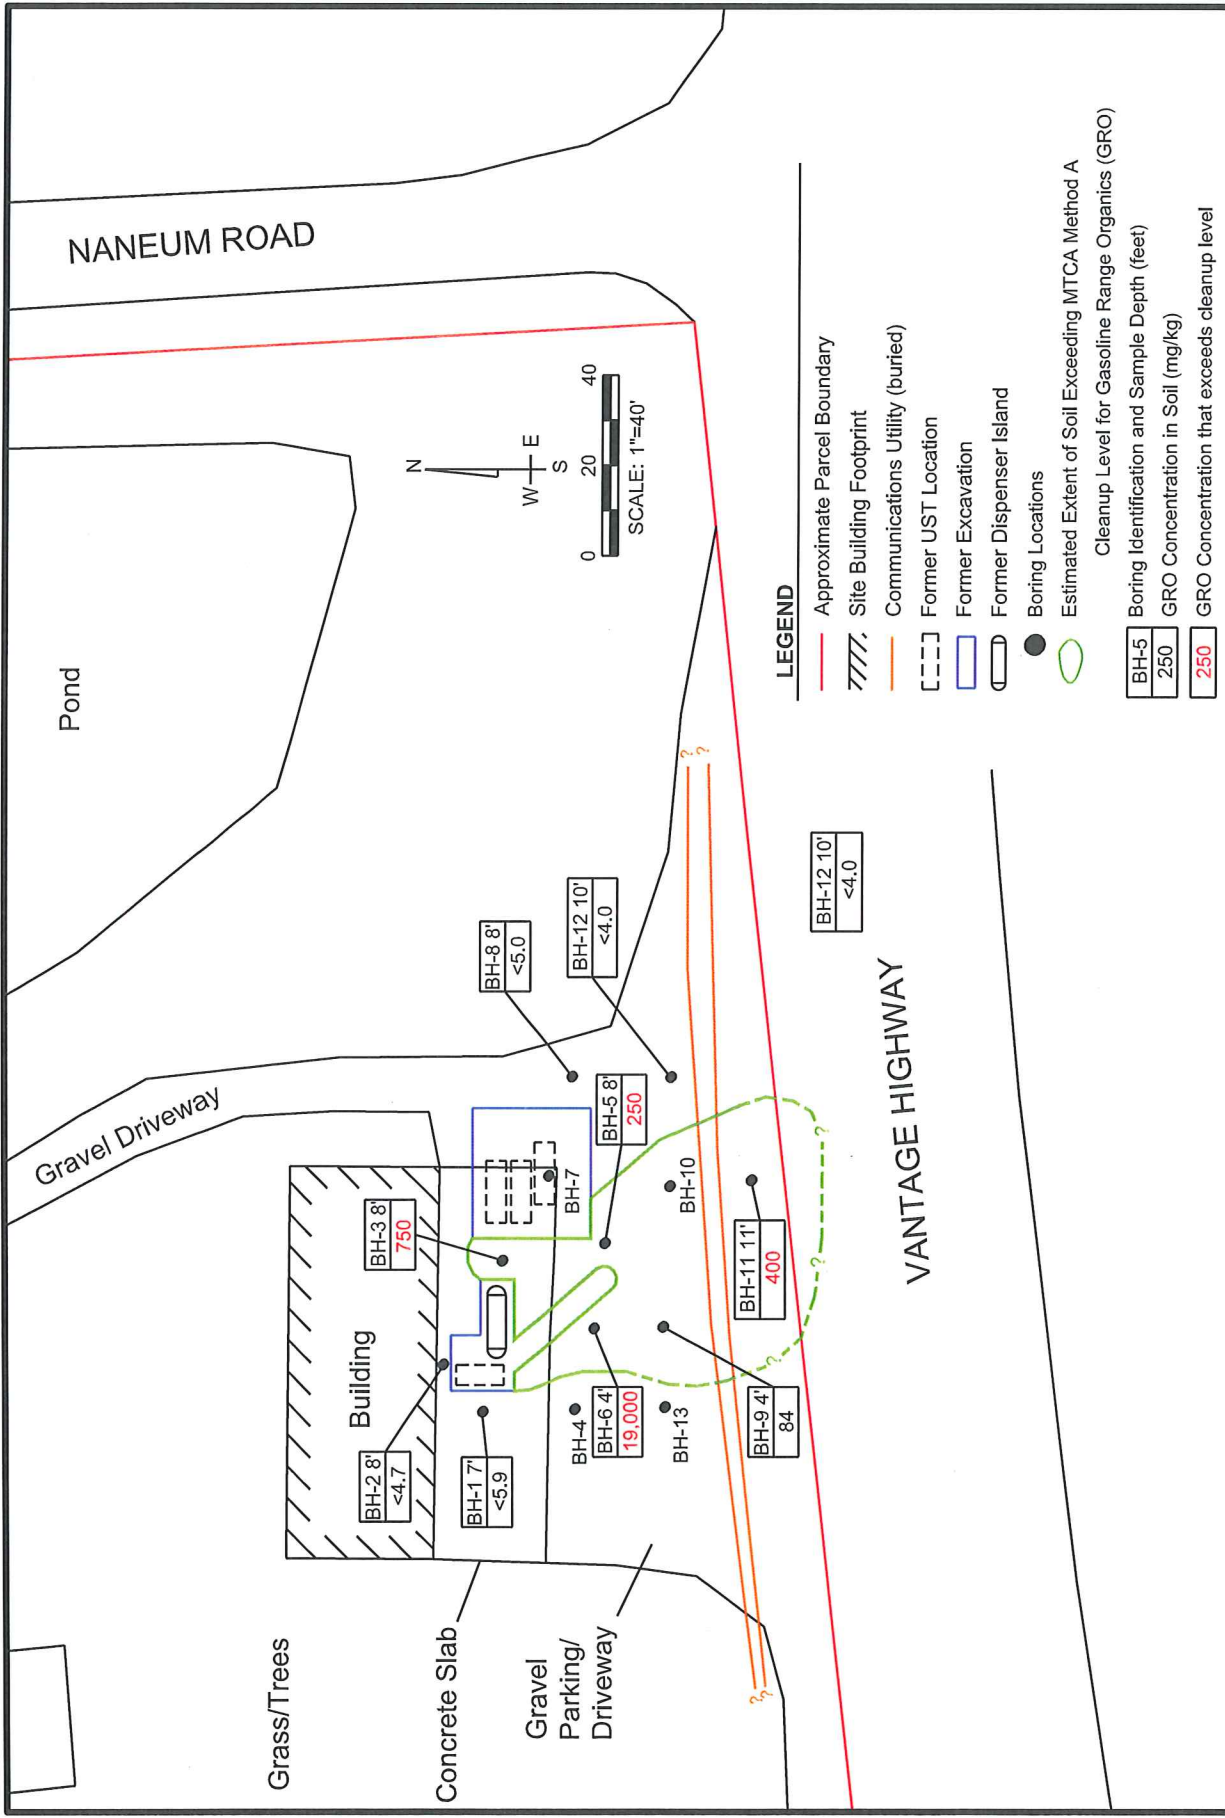 Grass/Trees
Pond
NANEUM ROAD
Gravel Driveway
Building
Concrete Slab
Gravel
Parking/
Driveway
BH-2 8'
<4.7
BH-1 7'
<5.9
BH-3 8'
750
BH-8 8'
<5.0
BH-12 10'
<4.0
BH-5 8'
250
BH-7
BH-4
BH-6 4'
19,000
BH-13
BH-10
BH-9 4'
84
BH-11 11'
400
BH-12 10'
<4.0
?
?
?
?
?
?
?
VANTAGE HIGHWAY
N
W
E
S
0
20
40
SCALE: 1"=40'
LEGEND
Approximate Parcel Boundary
Site Building Footprint
Communications Utility (buried)
Former UST Location
Former Excavation
Former Dispenser Island
Boring Locations
Estimated Extent of Soil Exceeding MTCA Method A
Cleanup Level for Gasoline Range Organics (GRO)
BH-5
Boring Identification and Sample Depth (feet)
250
GRO Concentration in Soil (mg/kg)
250
GRO Concentration that exceeds cleanup level